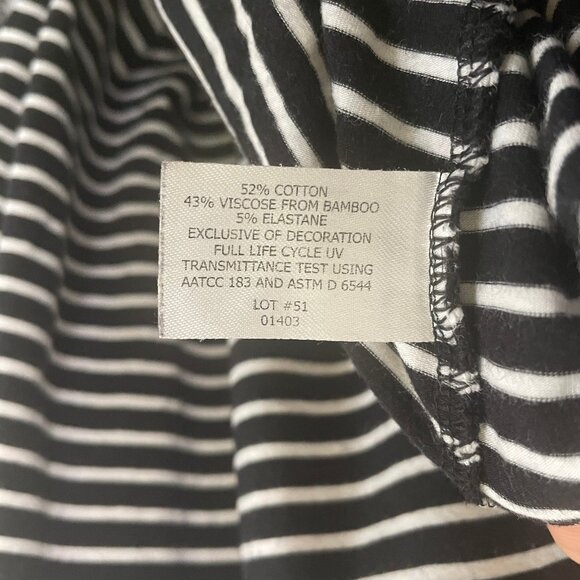 52% COTTON
43% VISCOSE FROM BAMBOO
5% ELASTANE
EXCLUSIVE OF DECORATION
FULL LIFE CYCLE UV
TRANSMITTANCE TEST USING
AATCC 183 AND ASTM D 6544
LOT #51
01403